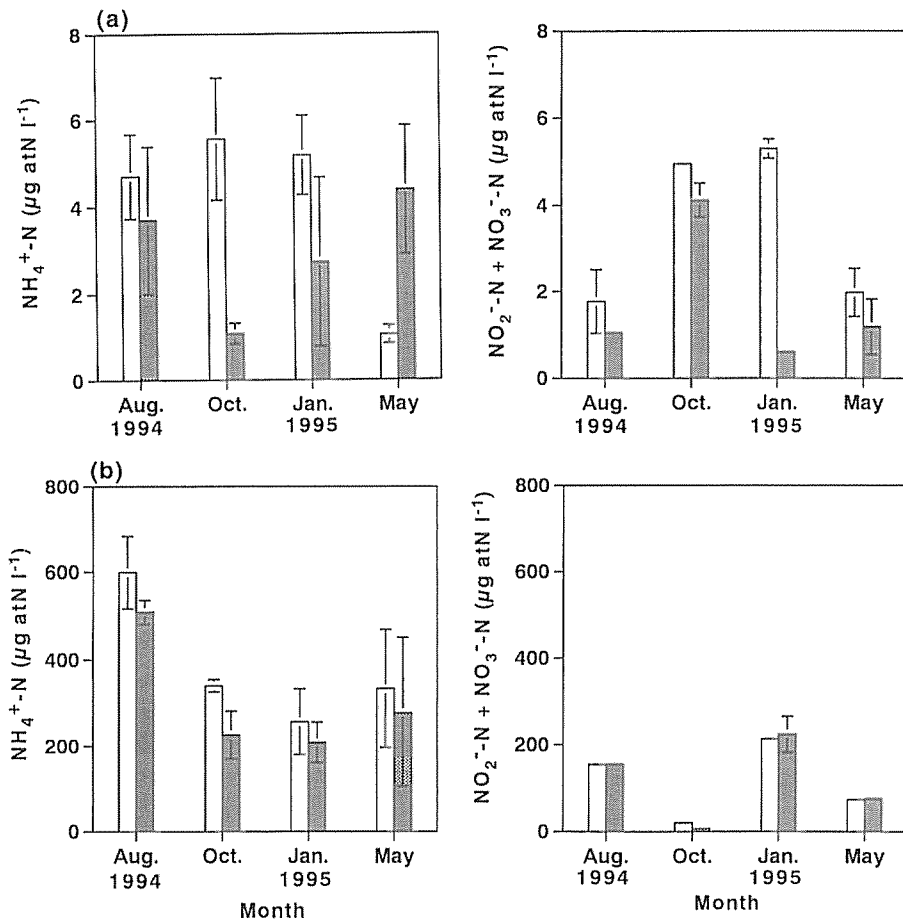 (a)
NH₄⁺-N (µg atN l⁻¹)
8
6
4
2
0
Aug. Oct. Jan. May
1994 1995
NO₂⁻-N + NO₃⁻-N (µg atN l⁻¹)
8
6
4
2
0
Aug. Oct. Jan. May
1994 1995
(b)
NH₄⁺-N (µg atN l⁻¹)
800
600
400
200
0
Aug. Oct. Jan. May
1994 1995
Month
NO₂⁻-N + NO₃⁻-N (µg atN l⁻¹)
800
600
400
200
0
Aug. Oct. Jan. May
1994 1995
Month